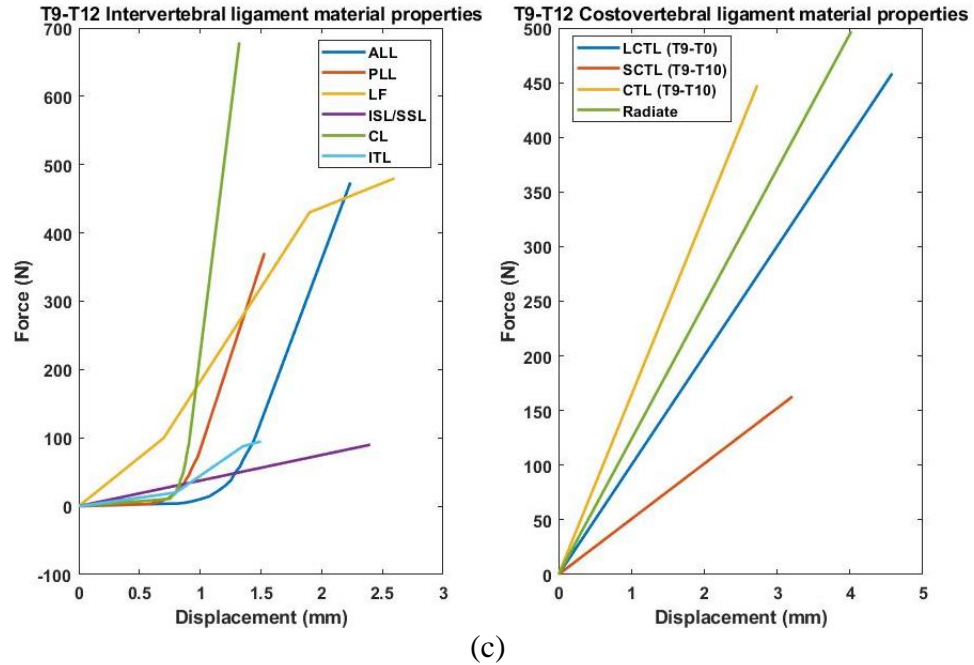 T9-T12 Intervertebral ligament material properties
700
600
500
400
300
200
100
0
-100
Force (N)
0
0.5
1
1.5
2
2.5
3
Displacement (mm)
ALL
PLL
LF
ISL/SSL
CL
ITL
T9-T12 Costovertebral ligament material properties
500
450
400
350
300
250
200
150
100
50
0
Force (N)
0
1
2
3
4
5
Displacement (mm)
LCTL (T9-T0)
SCTL (T9-T10)
CTL (T9-T10)
Radiate
(c)